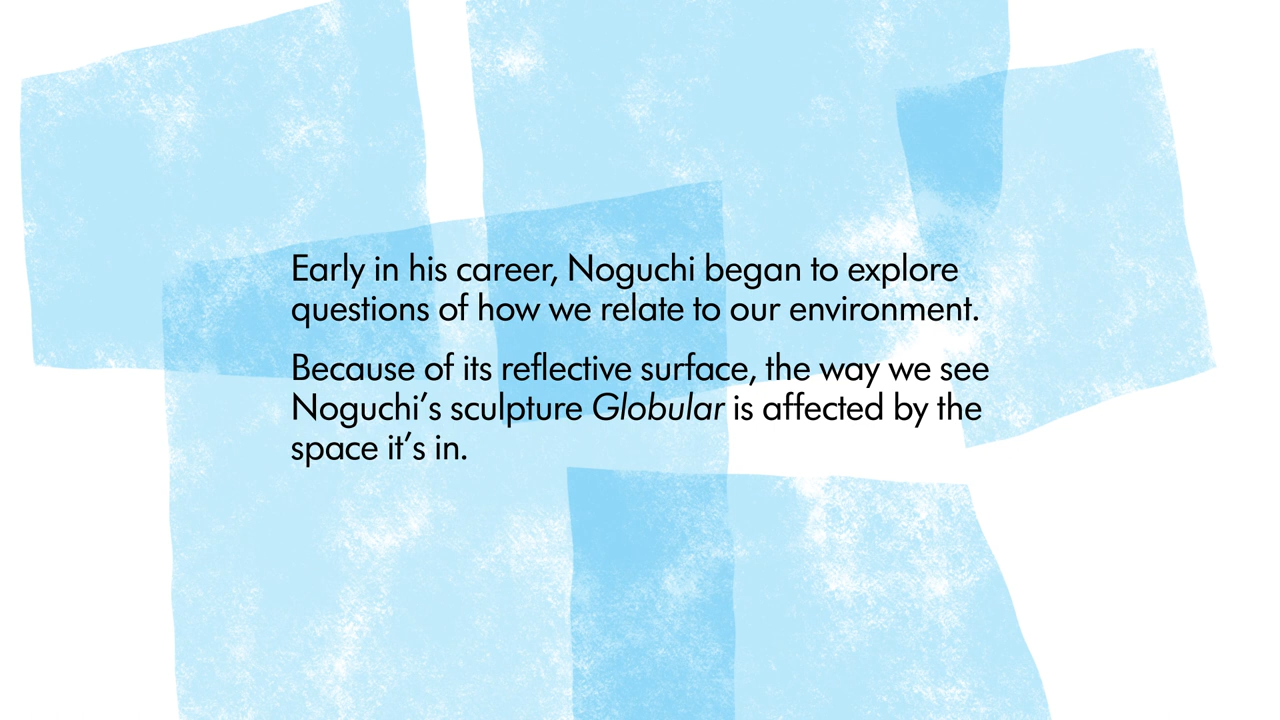 Early in his career, Noguchi began to explore
questions of how we relate to our environment.
Because of its reflective surface, the way we see
Noguchi’s sculpture Globular is affected by the
space it’s in.